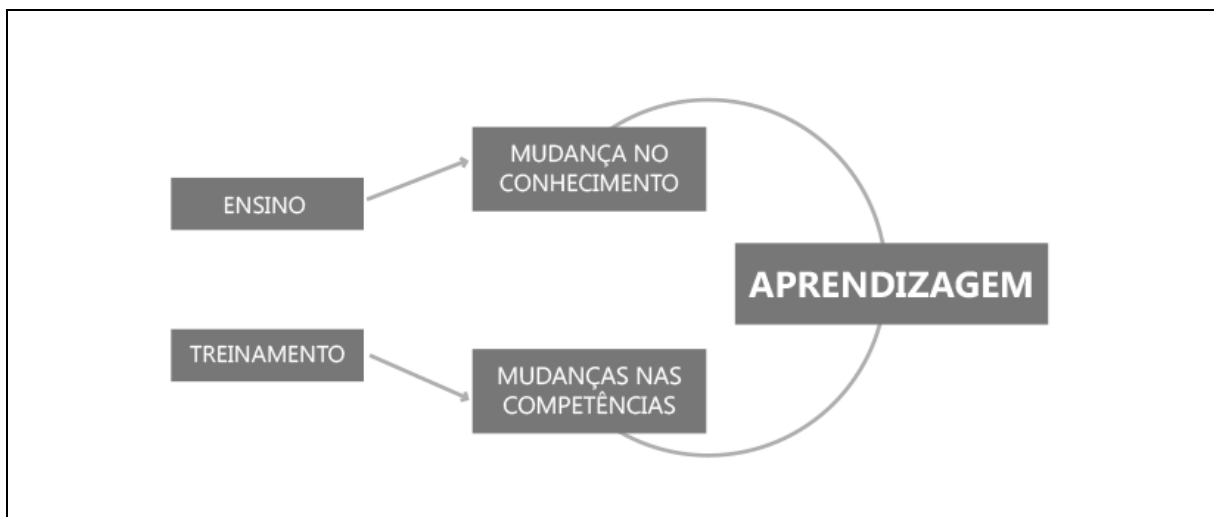 ENSINO
MUDANÇA NO
CONHECIMENTO
TREINAMENTO
MUDANÇAS NAS
COMPETÊNCIAS
APRENDIZAGEM